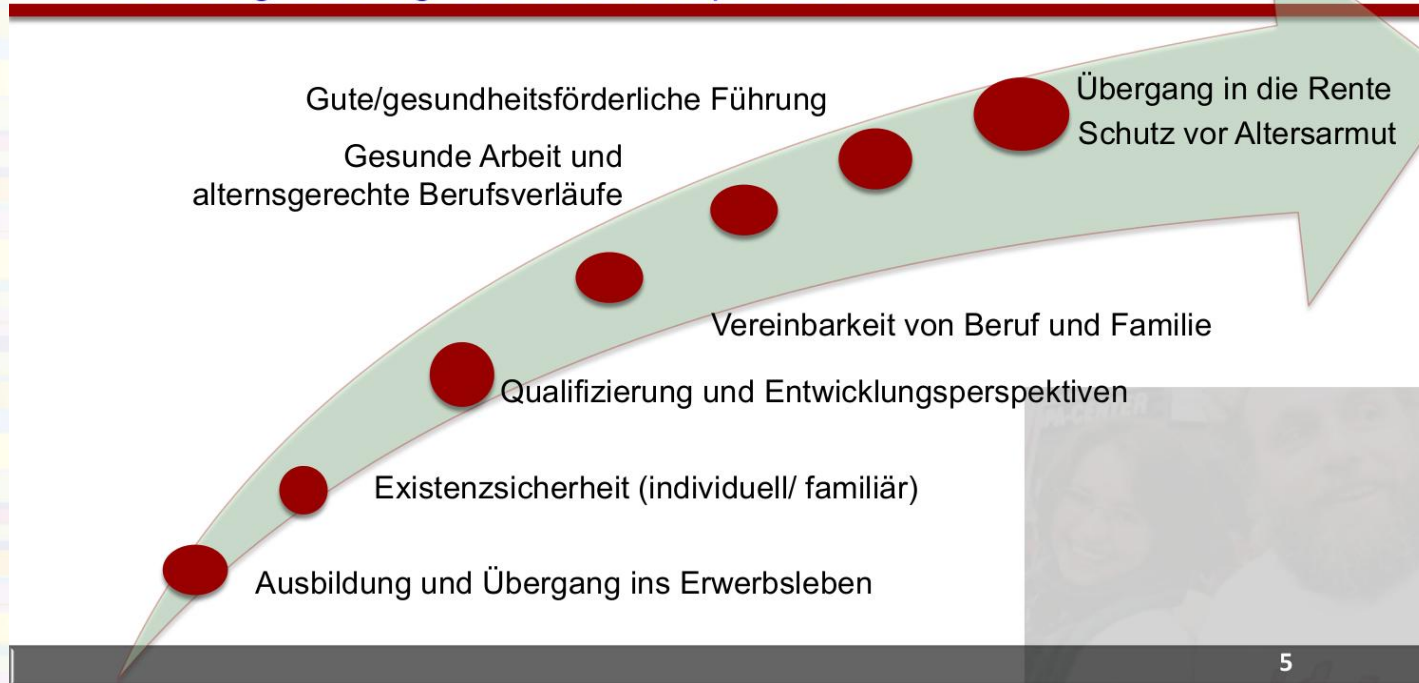 Gute/gesundheitsförderliche Führung
Übergang in die Rente
Schutz vor Altersarmut
Gesunde Arbeit und
alternsgerechte Berufsverläufe
Vereinbarkeit von Beruf und Familie
Qualifizierung und Entwicklungsperspektiven
Existenzsicherheit (individuell/ familiär)
Ausbildung und Übergang ins Erwerbsleben
5